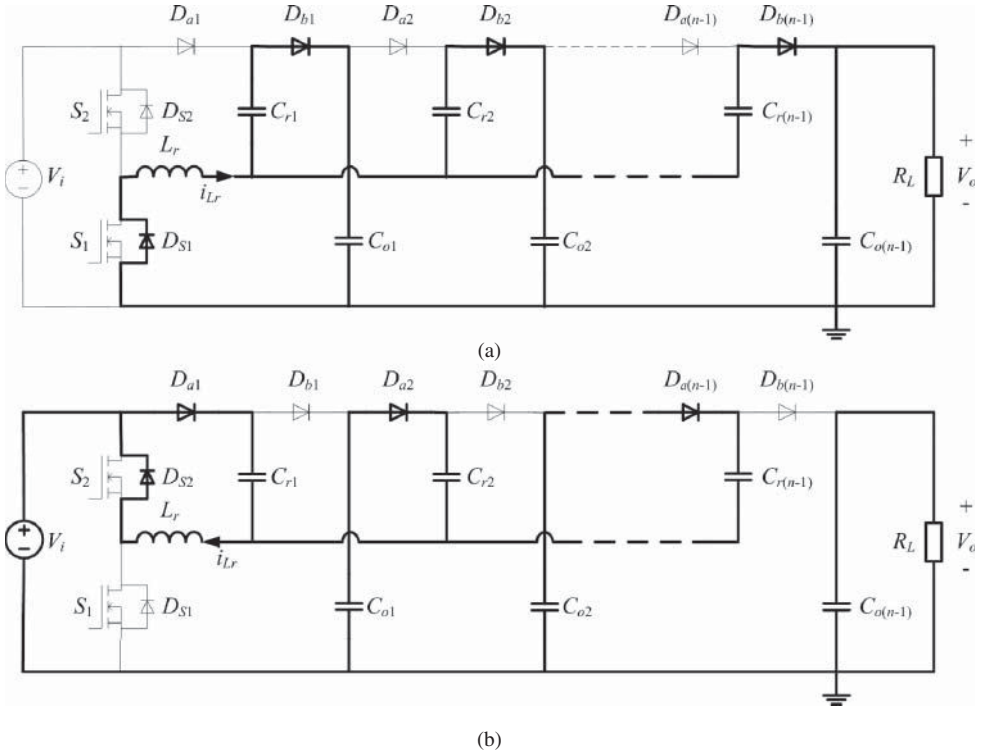 Da1 Db1 Da2 Db2 Da(n-1) Db(n-1)
S2 DS2 Cr1 Cr2 Cr(n-1)
Lr
Vi iLr RL + Vo -
S1 DS1 Co1 Co2 Co(n-1)
(a)
Da1 Db1 Da2 Db2 Da(n-1) Db(n-1)
S2 DS2 Cr1 Cr2 Cr(n-1)
Lr
Vi iLr RL + Vo -
S1 DS1 Co1 Co2 Co(n-1)
(b)